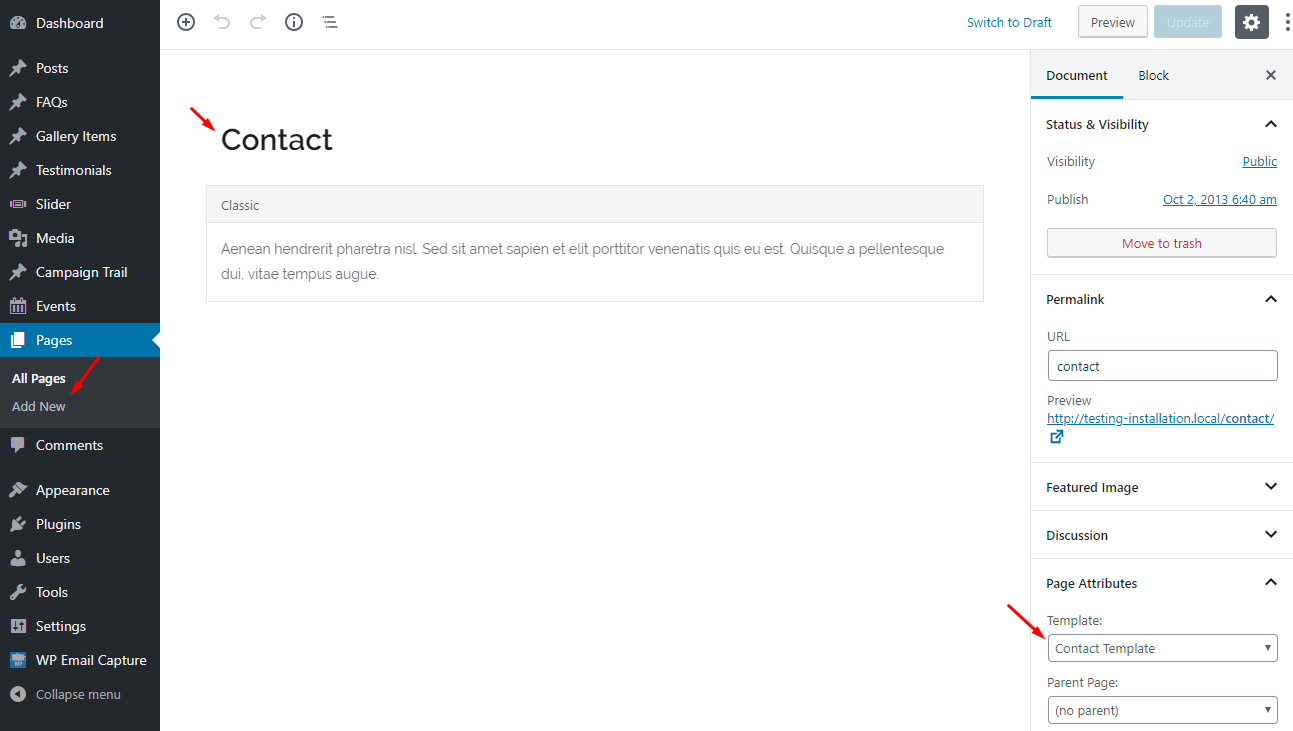 Dashboard
Posts
FAQs
Gallery Items
Testimonials
Slider
Media
Campaign Trail
Events
Pages
All Pages
Add New
Comments
Appearance
Plugins
Users
Tools
Settings
WP Email Capture
Collapse menu
Switch to Draft
Preview
Update
Contact
Classic
Aenean hendrerit pharetra nisl. Sed sit amet sapien et elit porttitor venenatis quis eu est. Quisque a pellentesque
dui, vitae tempus augue.
Document Block
Status & Visibility
Visibility Public
Publish Oct 2, 2013 6:40 am
Move to trash
Permalink
URL
contact
Preview
http://testing-installation.local/contact/
Featured Image
Discussion
Page Attributes
Template:
Contact Template
Parent Page:
(no parent)